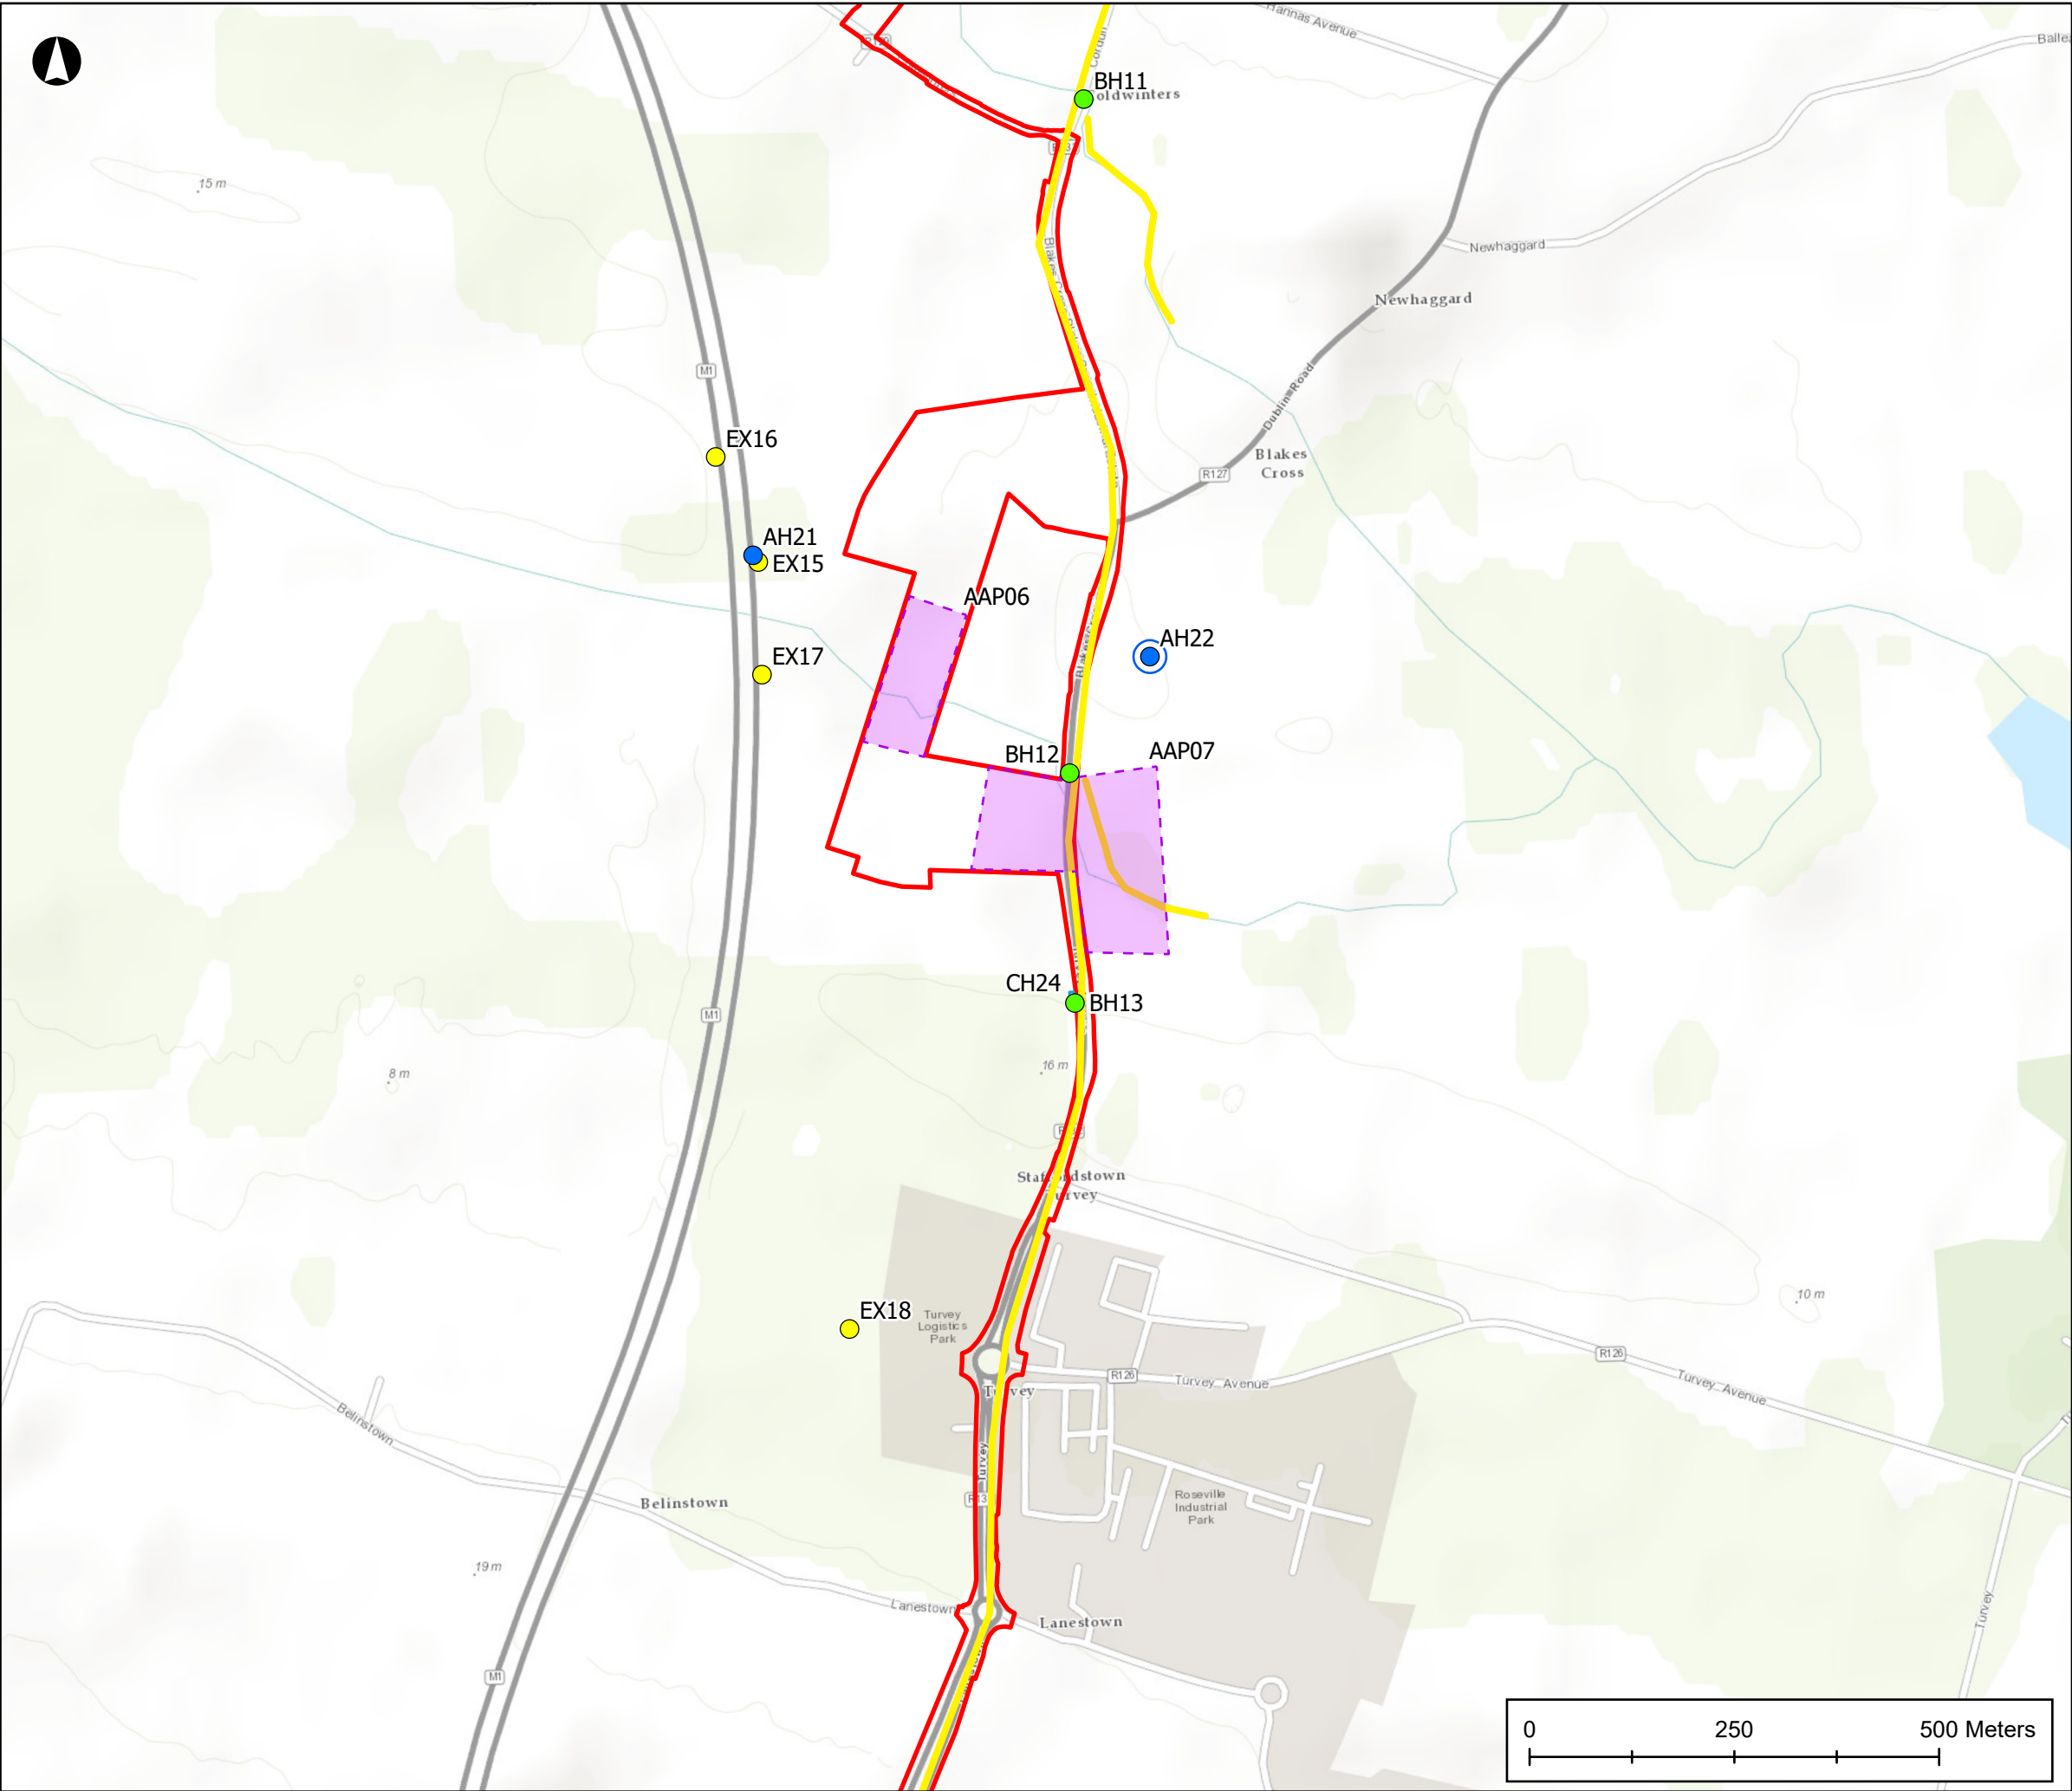 Hannas Avenue
BH11
15 m
Newhaggard
Newhaggard
M1
Dublin Road
EX16
Blakes
Cross
R127
AH21
EX15
AAP06
AH22
EX17
BH12
AAP07
CH24
BH13
M1
16 m
8 m
Turvey
10 m
EX18
Turvey
Logistics
Park
R126
R126
Turvey Avenue
Turvey Avenue
Turvey
Belinstown
Turvey
Roseville
Industrial
Park
Belinstown
19 m
Lanestown
Lanestown
Turvey
M1
0 250 500 Meters